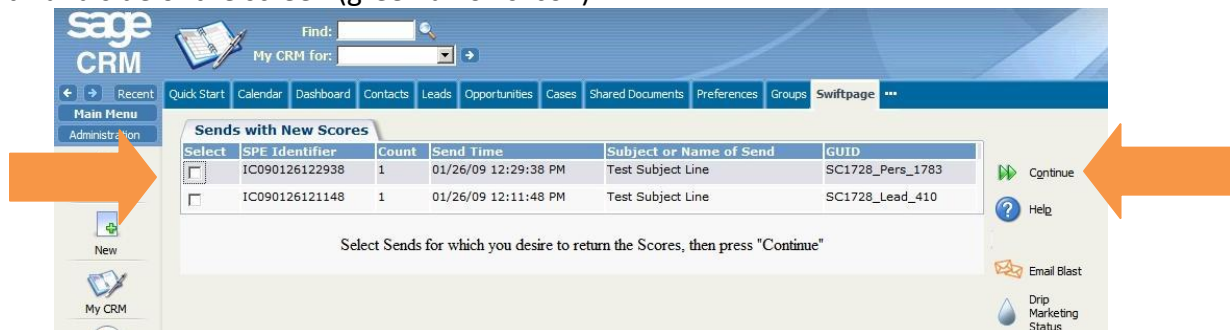 sage
CRM
Find:
My CRM for:
Recent
Quick Start Calendar Dashboard Contacts Leads Opportunities Cases Shared Documents Preferences Groups Swiftpage
Main Menu
Administration
Sends with New Scores
Select SPE Identifier Count Send Time Subject or Name of Send GUID
IC090126122938 1 01/26/09 12:29:38 PM Test Subject Line SC1728_Pers_1783
IC090126121148 1 01/26/09 12:11:48 PM Test Subject Line SC1728_Lead_410
Select Sends for which you desire to return the Scores, then press "Continue"
Continue
Help
Email Blast
Drip
Marketing
Status
New
My CRM